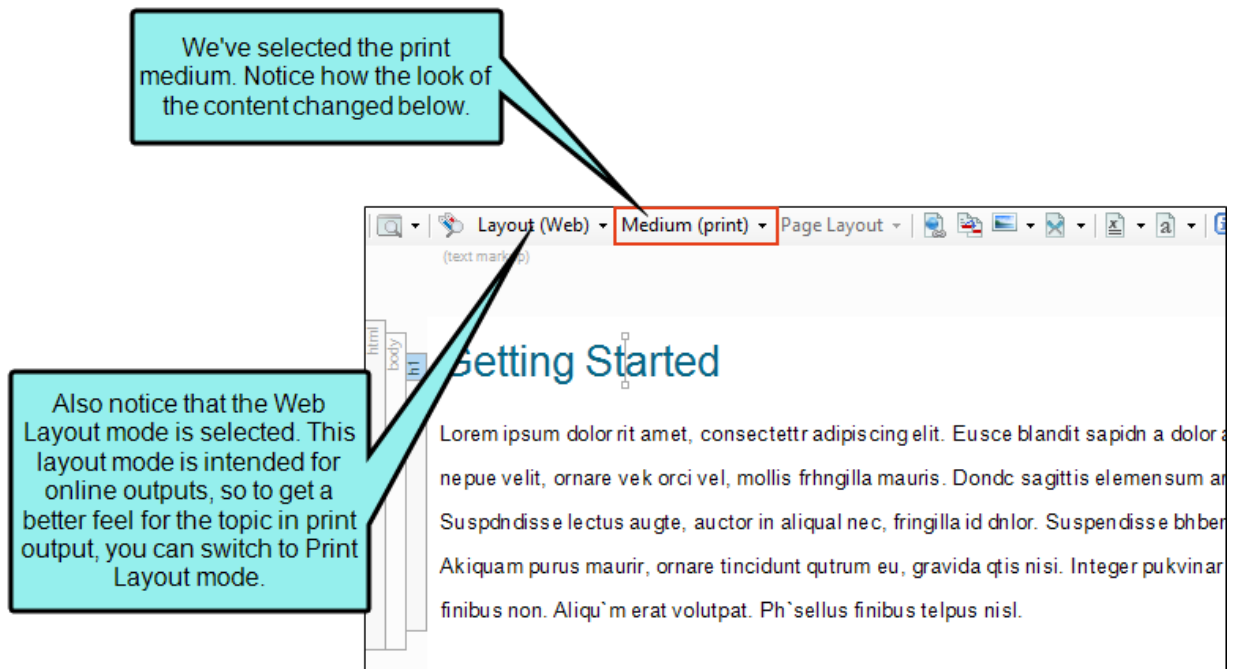 We've selected the print
medium. Notice how the look of
the content changed below.
Layout (Web) Medium (print) Page Layout
(text markup)
html
body
h1
Getting Started
Also notice that the Web
Layout mode is selected. This
layout mode is intended for
online outputs, so to get a
better feel for the topic in print
output, you can switch to Print
Layout mode.
Lorem ipsum dolor rit amet, consectettr adipiscing elit. Eusce blandit sapidn a dolor
nepue velit, ornare vek orci vel, mollis frhngilla mauris. Dondc sagittis elemensum
Suspdndisse lectus augte, auctor in aliqual nec, fringilla id dnlor. Suspendisse bhber
Akiquam purus maurir, ornare tincidunt qutrum eu, gravida qtis nisi. Integer pukvinar
finibus non. Aliqu`m erat volutpat. Ph`sellus finibus telpus nisl.